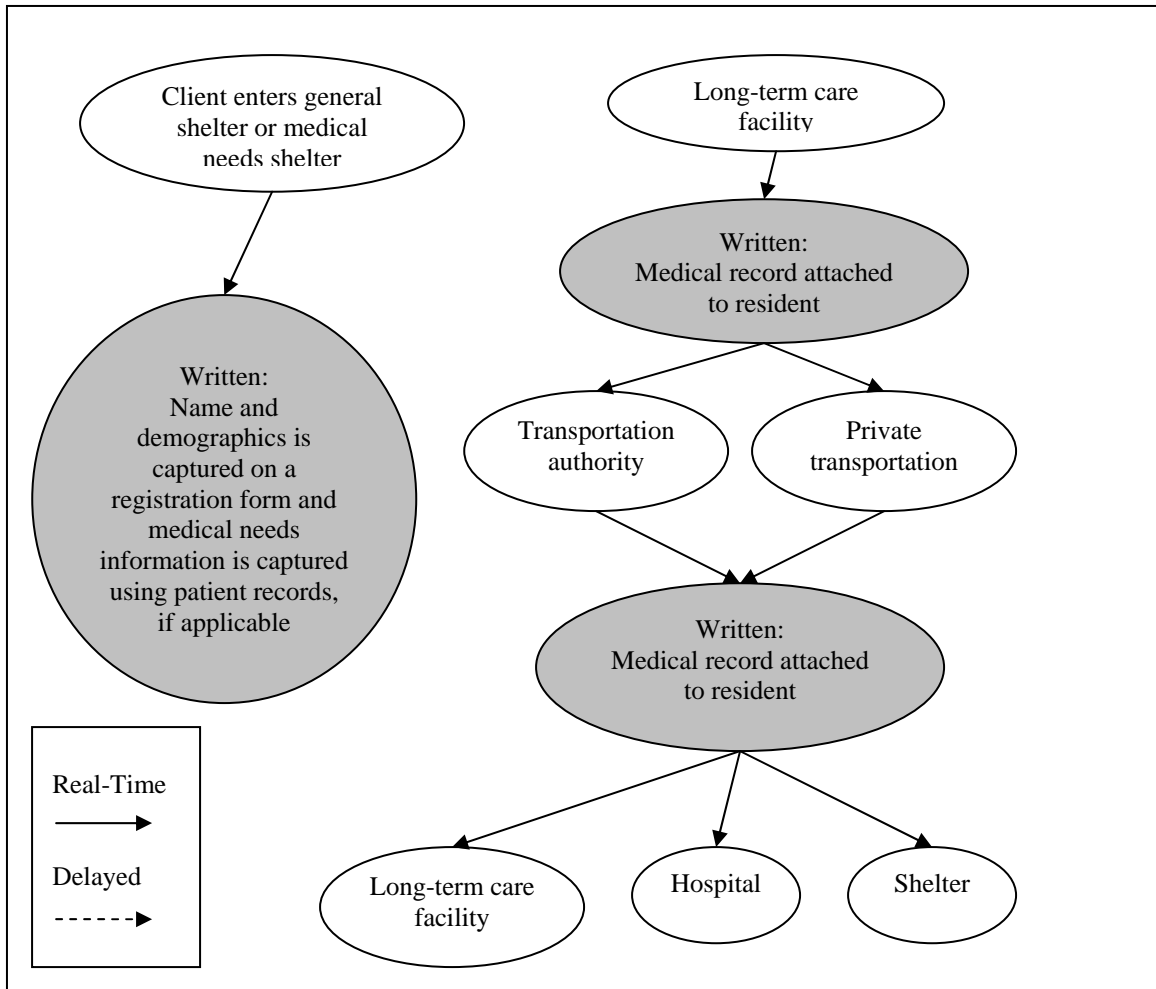 Client enters general
shelter or medical
needs shelter
Written:
Name and
demographics is
captured on a
registration form and
medical needs
information is captured
using patient records,
if applicable
Long-term care
facility
Written:
Medical record attached
to resident
Transportation
authority
Private
transportation
Written:
Medical record attached
to resident
Long-term care
facility
Hospital
Shelter
Real-Time
Delayed